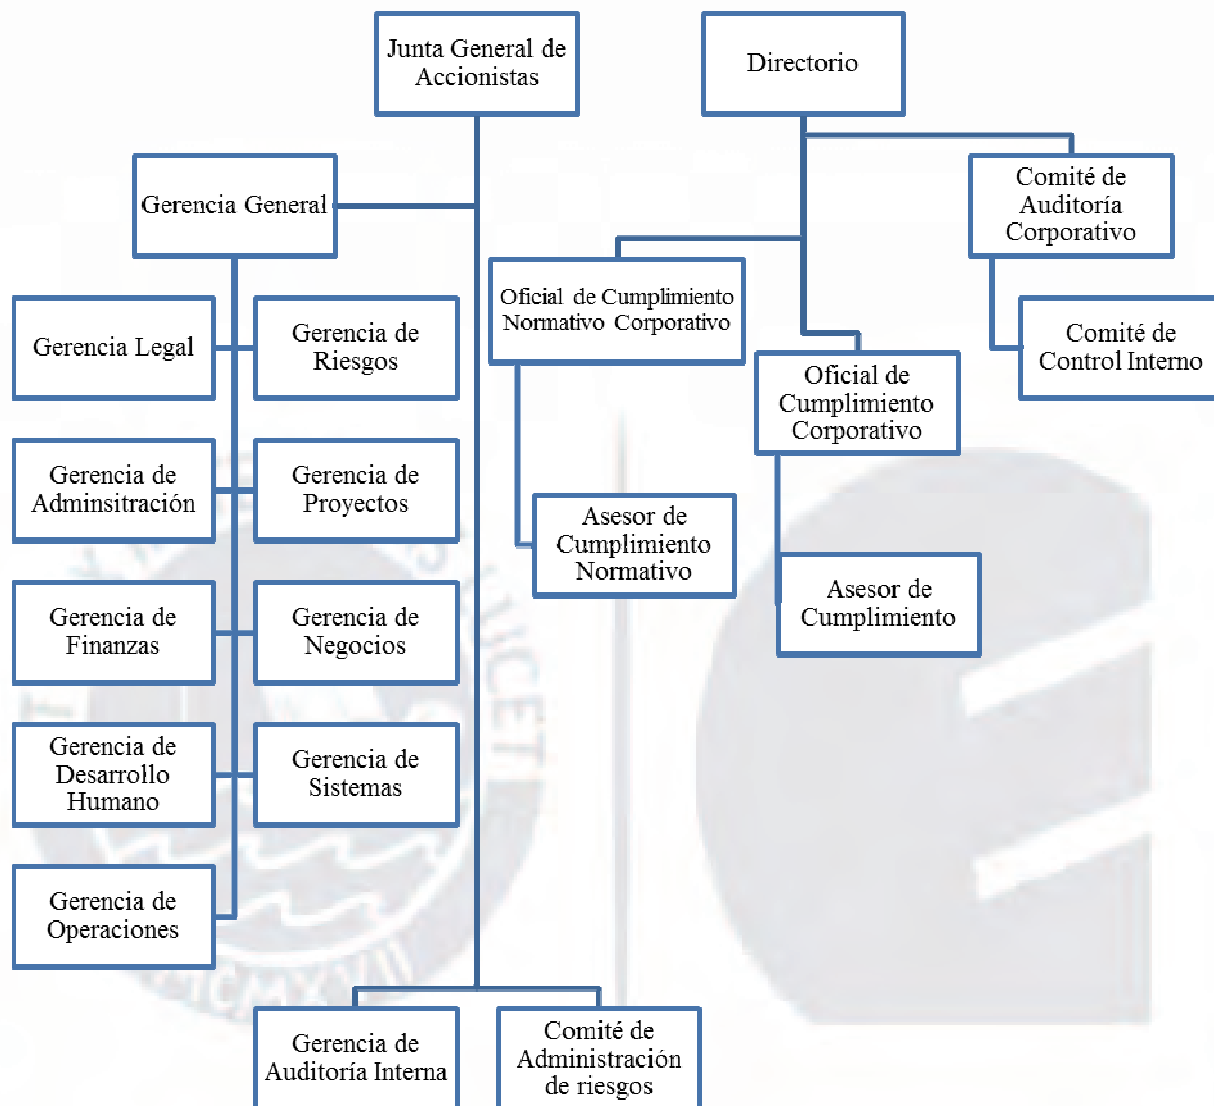 Junta General de
Accionistas
Directorio
Gerencia General
Comité de
Auditoría
Corporativo
Oficial de Cumplimiento
Normativo Corporativo
Gerencia Legal
Gerencia de
Riesgos
Comité de
Control Interno
Oficial de
Cumplimiento
Corporativo
Gerencia de
Adminsitración
Gerencia de
Proyectos
Asesor de
Cumplimiento
Normativo
Asesor de
Cumplimiento
Gerencia de
Finanzas
Gerencia de
Negocios
Gerencia de
Desarrollo
Humano
Gerencia de
Sistemas
Gerencia de
Operaciones
Gerencia de
Auditoría Interna
Comité de
Administración
de riesgos
LUCET
MCMXVII